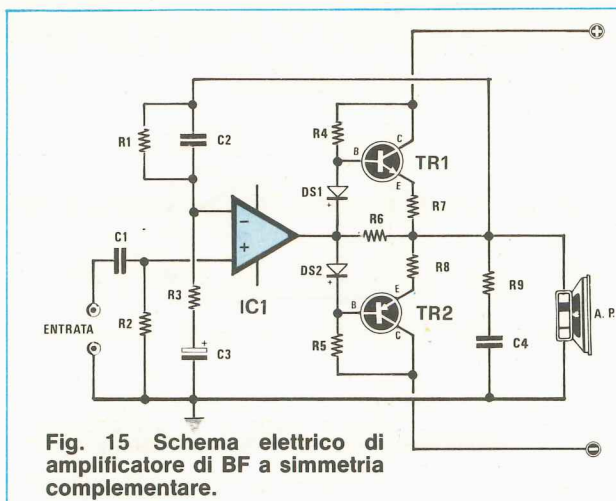 +
R1
C2
R4
B
C
TR1
E
DS1
+
R7
C1
R6
−
+
IC1
ENTRATA
R2
R3
+
C3
DS2
+
R8
E
B
TR2
C
R5
R9
C4
A. P.
−
Fig. 15 Schema elettrico di
amplificatore di BF a simmetria
complementare.